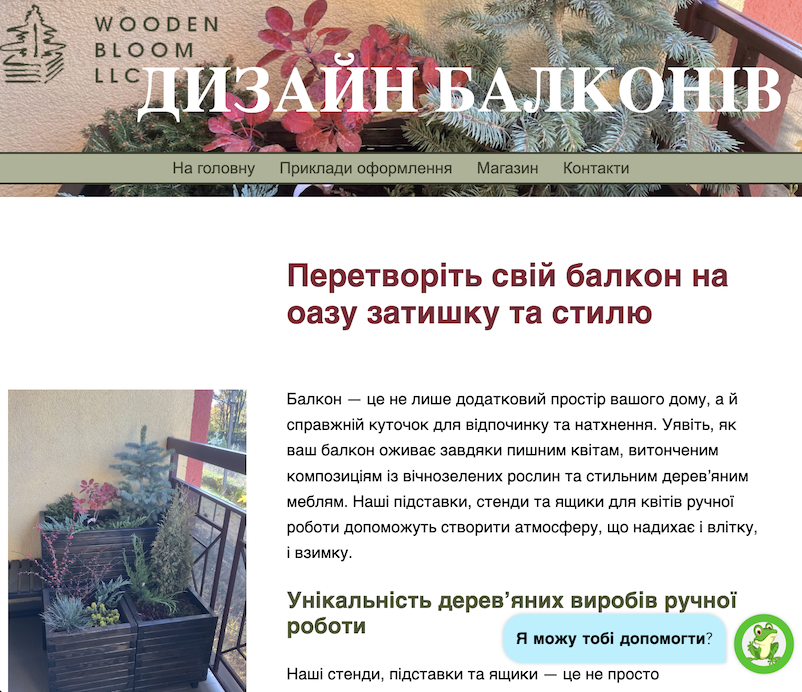 WOODEN
BLOOM
LLC
ДИЗАЙН БАЛКОНІВ
На головну Приклади оформлення Магазин Контакти
Перетворіть свій балкон на
оазу затишку та стилю
Балкон — це не лише додатковий простір вашого дому, а й
справжній куточок для відпочинку та натхнення. Уявіть, як
ваш балкон оживає завдяки пишним квітам, витонченим
композиціям із вічнозелених рослин та стильним дерев’яним
меблям. Наші підставки, стенди та ящики для квітів ручної
роботи допоможуть створити атмосферу, що надихає і влітку,
і взимку.
Унікальність дерев’яних виробів ручної
роботи
Я можу тобі допомогти?
Наші стенди, підставки та ящики — це не просто